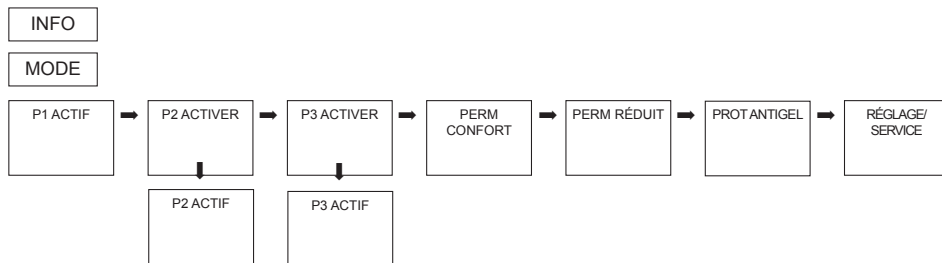 INFO
MODE
P1 ACTIF
P2 ACTIVER
P3 ACTIVER
PERM
CONFORT
PERM RÉDUIT
PROT ANTIGEL
RÉGLAGE/
SERVICE
P2 ACTIF
P3 ACTIF